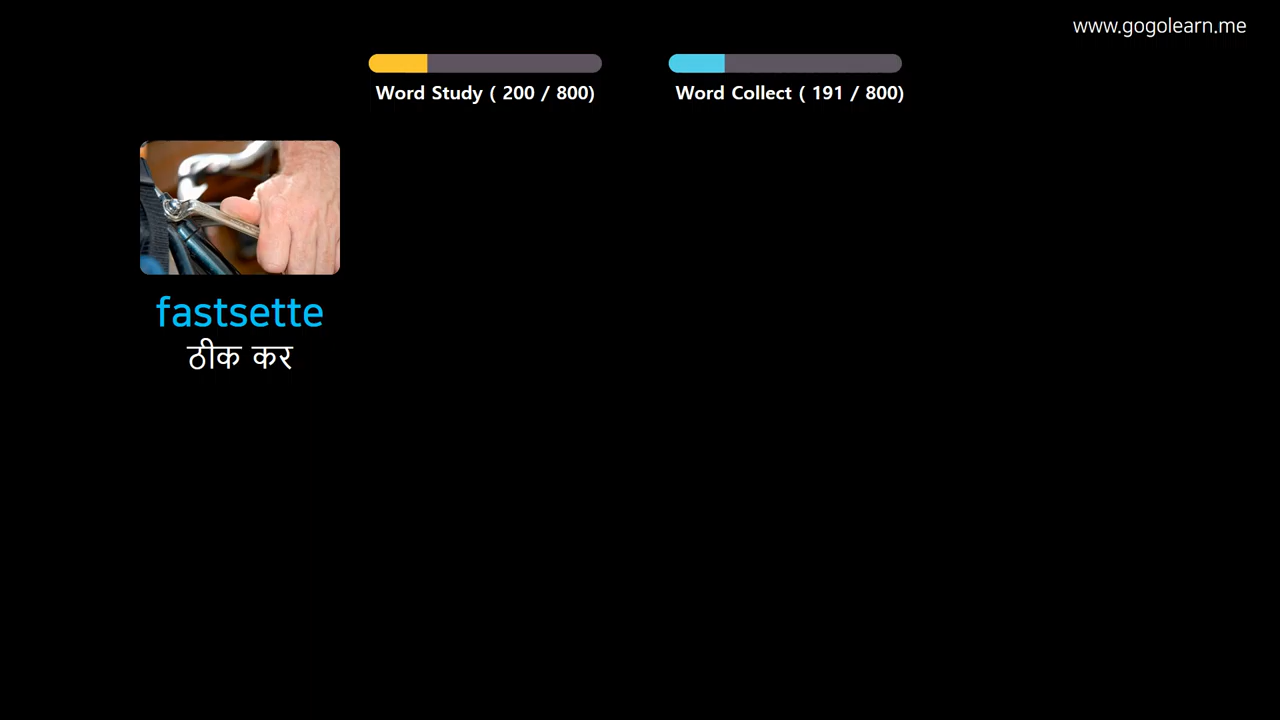 www.gogolearn.me
Word Study ( 200 / 800)
Word Collect ( 191 / 800)
fastsette
ठीक कर